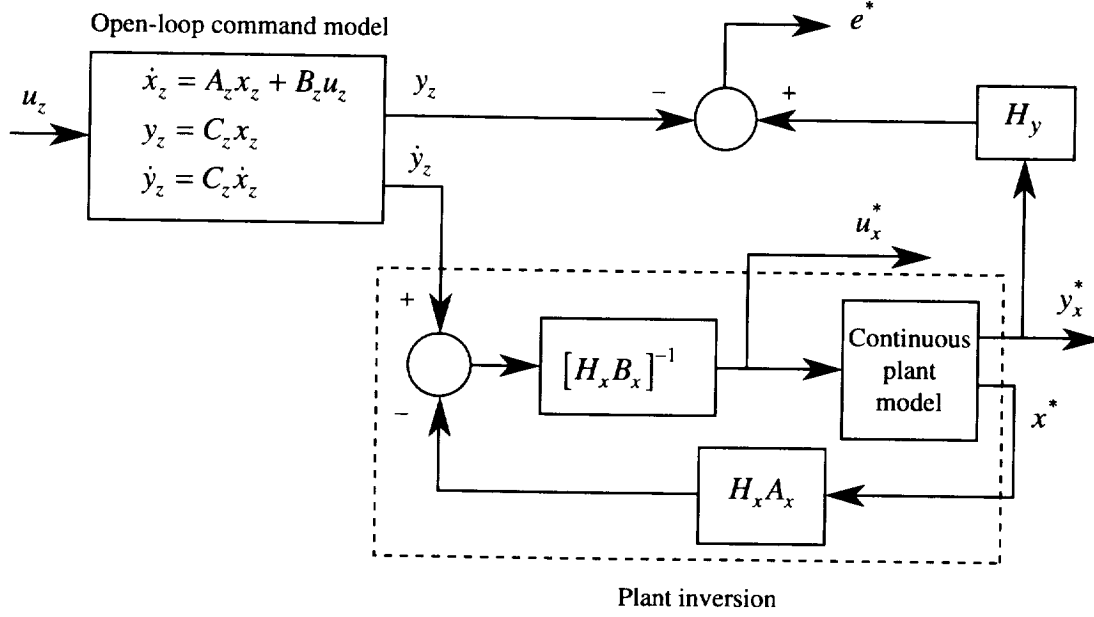 Open-loop command model
u_z
ẋ_z = A_z x_z + B_z u_z
y_z = C_z x_z
ẏ_z = C_z ẋ_z
y_z
ẏ_z
−
+
e*
H_y
u_x*
y_x*
+
−
[H_x B_x]⁻¹
Continuous
plant
model
x*
H_x A_x
Plant inversion